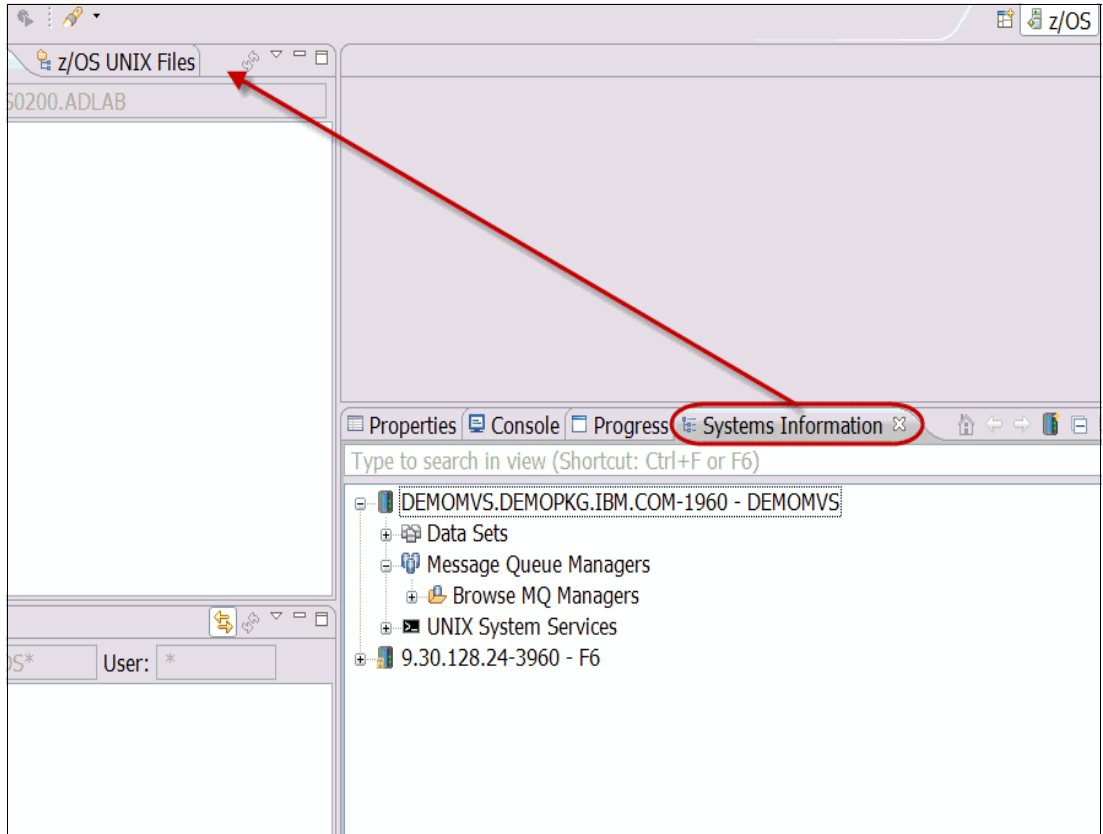 z/OS
z/OS UNIX Files
S0200.ADLAB
Properties Console Progress Systems Information
Type to search in view (Shortcut: Ctrl+F or F6)
DEMOMVS.DEMOPKG.IBM.COM-1960 - DEMOMVS
Data Sets
Message Queue Managers
Browse MQ Managers
UNIX System Services
OS* User: *
9.30.128.24-3960 - F6